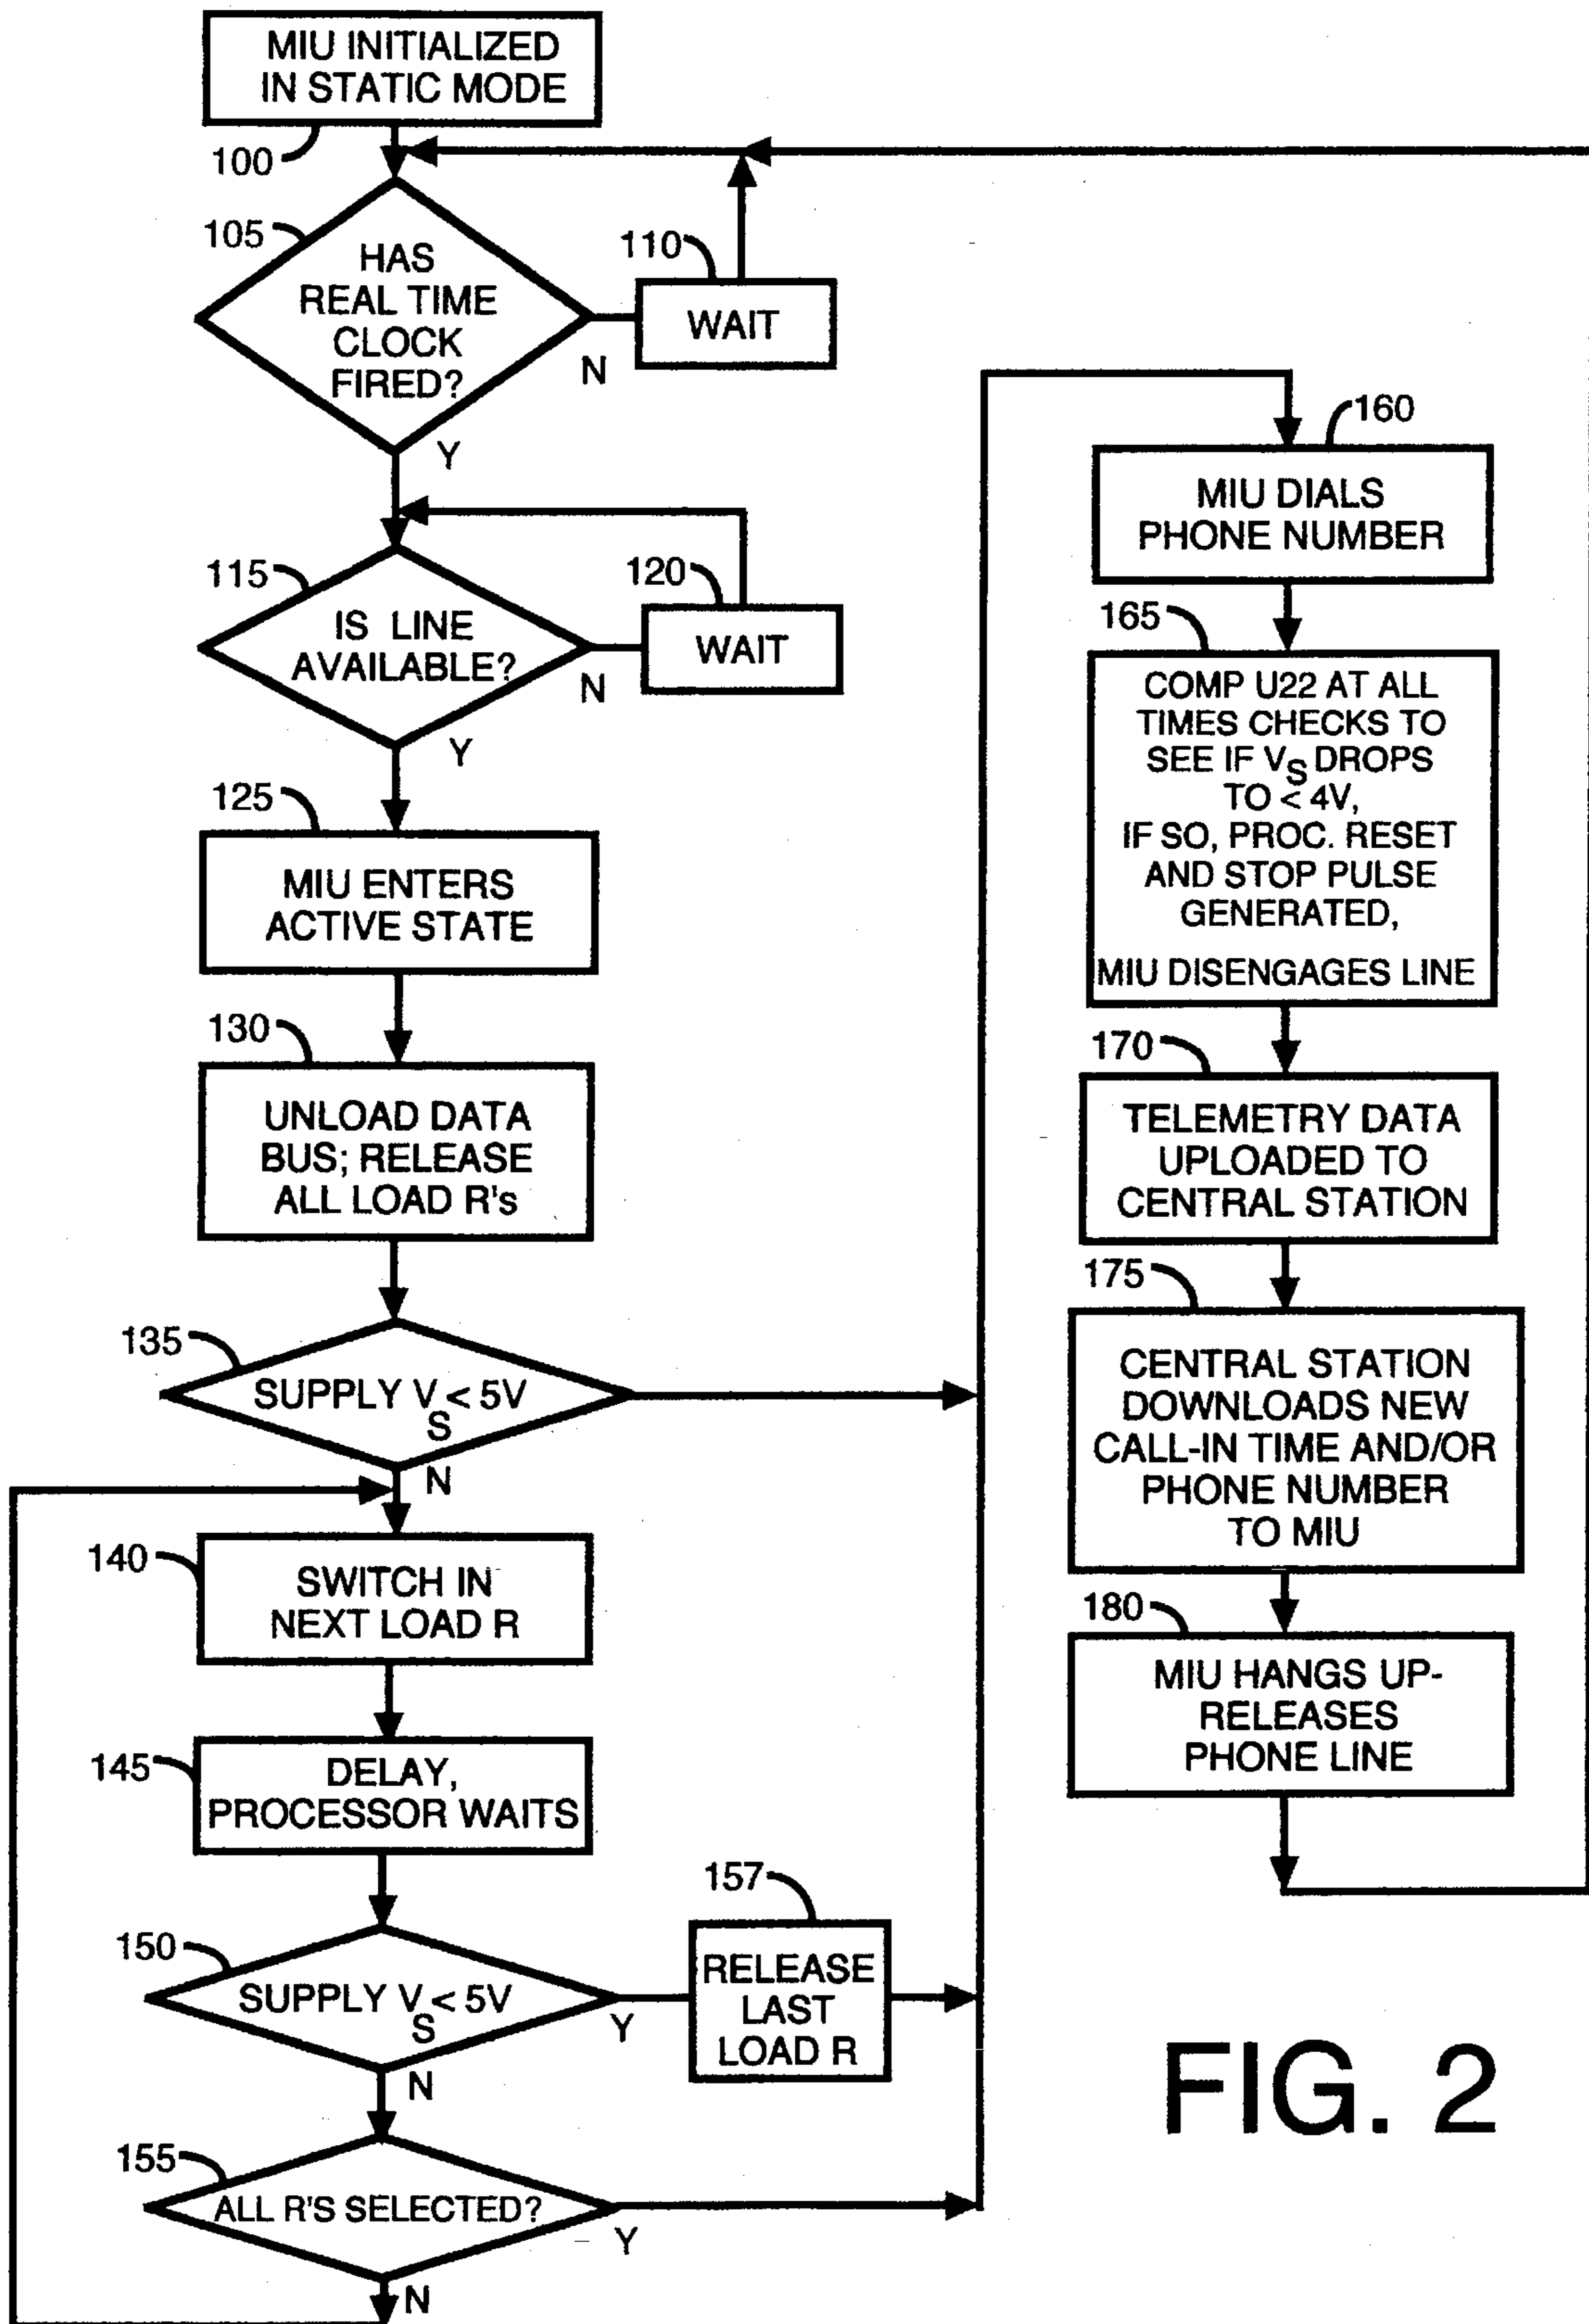 MIU INITIALIZED
IN STATIC MODE
100
105
HAS
REAL TIME
CLOCK
FIRED?
N
110
WAIT
Y
115
IS LINE
AVAILABLE?
N
120
WAIT
Y
125
MIU ENTERS
ACTIVE STATE
130
UNLOAD DATA
BUS; RELEASE
ALL LOAD R's
135
SUPPLY VS < 5V
N
140
SWITCH IN
NEXT LOAD R
145
DELAY,
PROCESSOR WAITS
150
SUPPLY VS < 5V
Y
157
RELEASE
LAST
LOAD R
N
155
ALL R'S SELECTED?
Y
N
160
MIU DIALS
PHONE NUMBER
165
COMP U22 AT ALL
TIMES CHECKS TO
SEE IF VS DROPS
TO < 4V,
IF SO, PROC. RESET
AND STOP PULSE
GENERATED,
MIU DISENGAGES LINE
170
TELEMETRY DATA
UPLOADED TO
CENTRAL STATION
175
CENTRAL STATION
DOWNLOADS NEW
CALL-IN TIME AND/OR
PHONE NUMBER
TO MIU
180
MIU HANGS UP-
RELEASES
PHONE LINE
FIG. 2